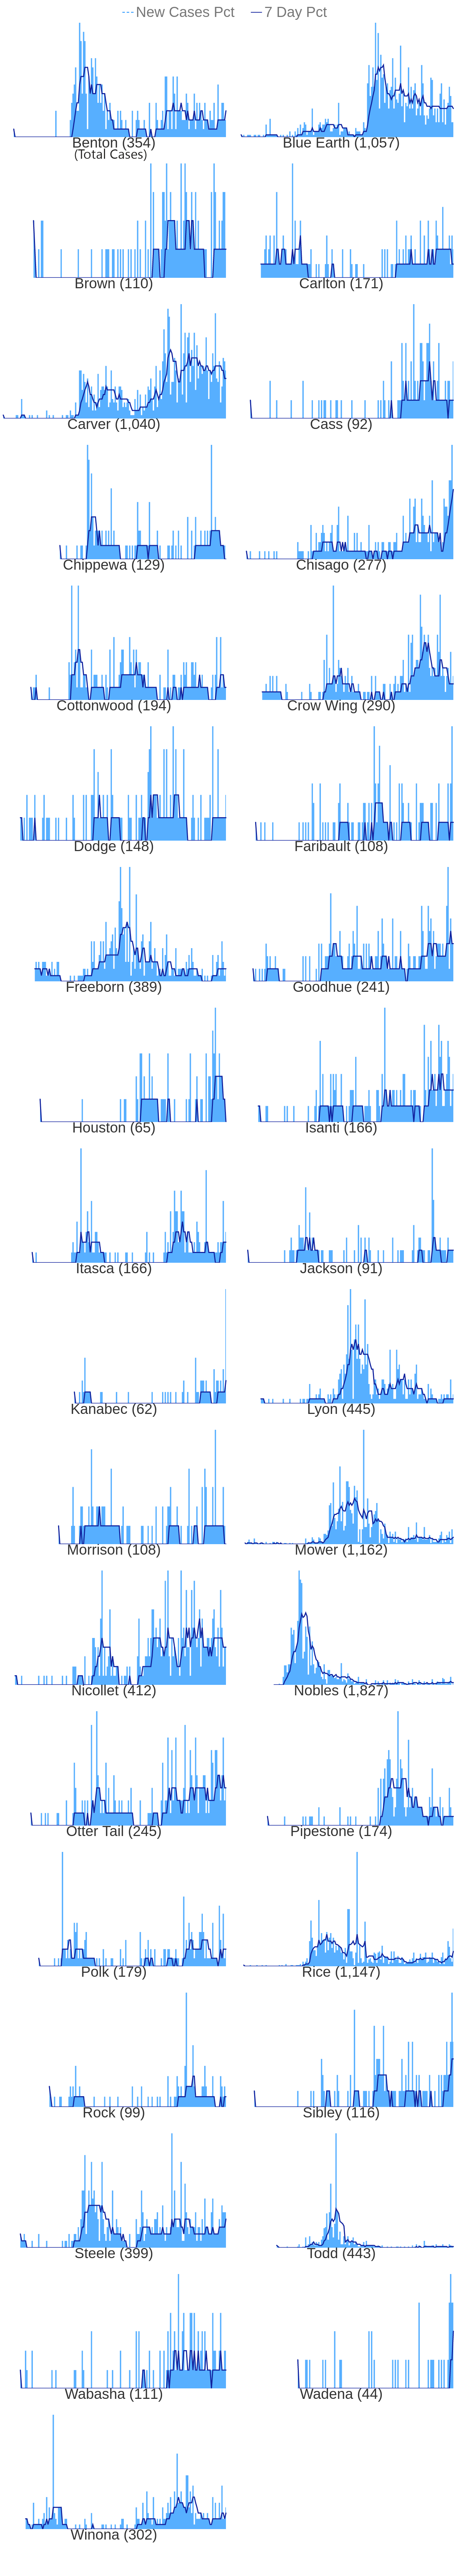 New Cases Pct 7 Day Pct
Benton (354) Blue Earth (1,057)
(Total Cases)
Brown (110) Carlton (171)
Carver (1,040) Cass (92)
Chippewa (129) Chisago (277)
Cottonwood (194) Crow Wing (290)
Dodge (148) Faribault (108)
Freeborn (389) Goodhue (241)
Houston (65) Isanti (166)
Itasca (166) Jackson (91)
Kanabec (62) Lyon (445)
Morrison (108) Mower (1,162)
Nicollet (412) Nobles (1,827)
Otter Tail (245) Pipestone (174)
Polk (179) Rice (1,147)
Rock (99) Sibley (116)
Steele (399) Todd (443)
Wabasha (111) Wadena (44)
Winona (302)